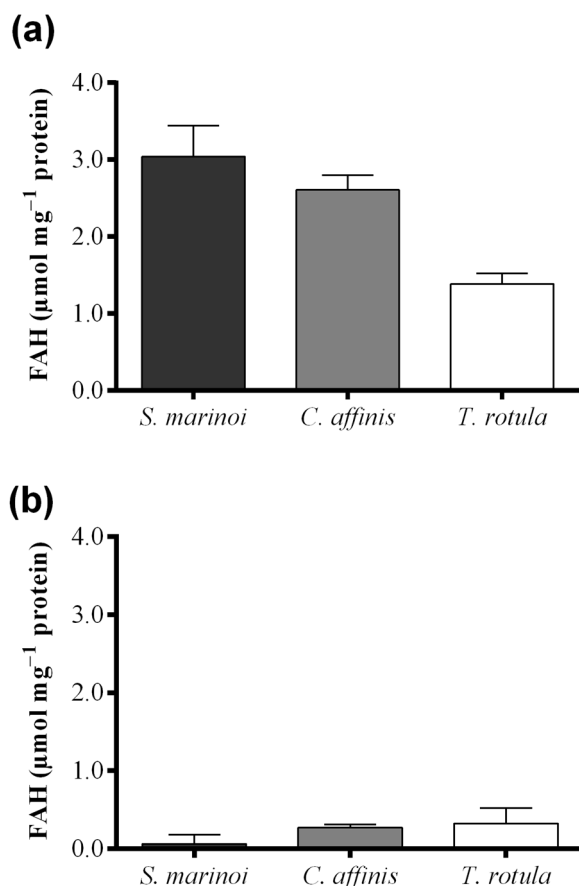 (a)
FAH (µmol mg⁻¹ protein)
4.0
3.0
2.0
1.0
0.0
S. marinoi C. affinis T. rotula
(b)
FAH (µmol mg⁻¹ protein)
4.0
3.0
2.0
1.0
0.0
S. marinoi C. affinis T. rotula